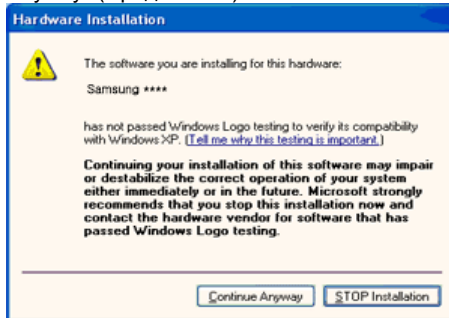 Hardware Installation
The software you are installing for this hardware:
Samsung ****
has not passed Windows Logo testing to verify its compatibility
with Windows XP. (Tell me why this testing is important.)
Continuing your installation of this software may impair
or destabilize the correct operation of your system
either immediately or in the future. Microsoft strongly
recommends that you stop this installation now and
contact the hardware vendor for software that has
passed Windows Logo testing.
Continue Anyway STOP Installation